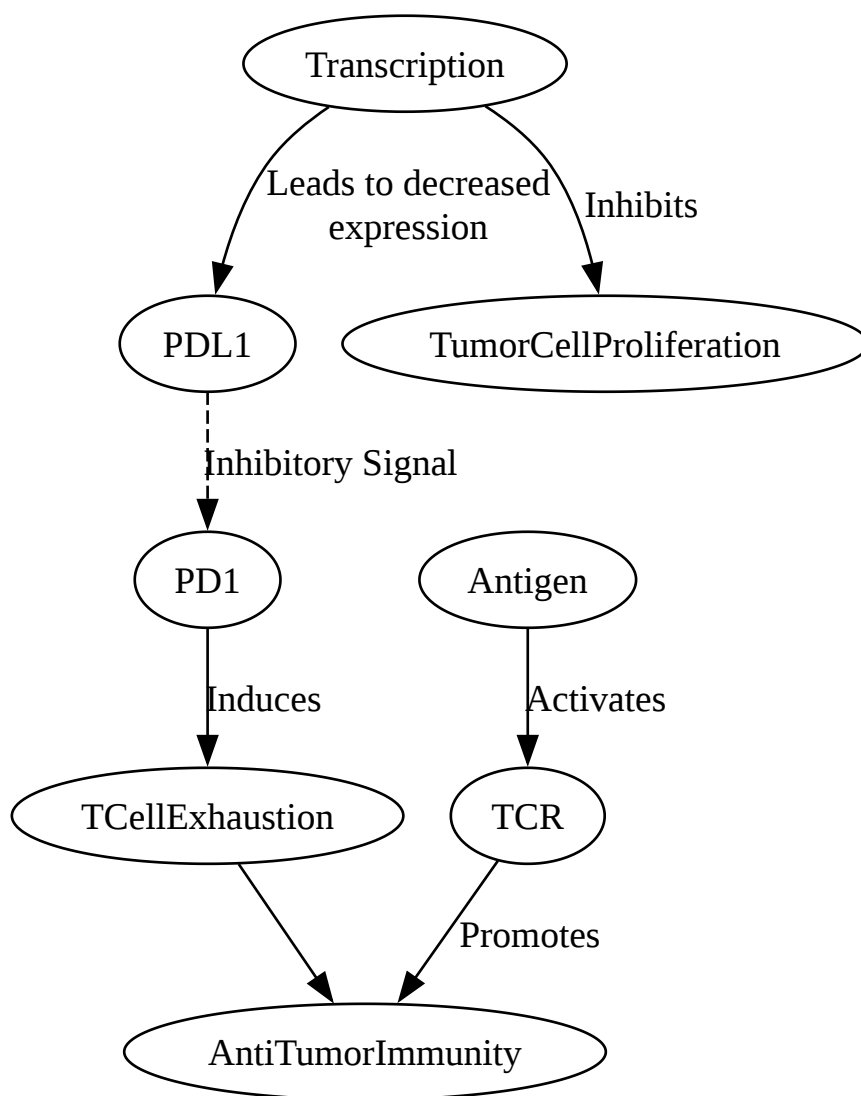 Transcription
Leads to decreased
expression
Inhibits
PDL1
TumorCellProliferation
Inhibitory Signal
PD1
Antigen
Induces
Activates
TCellExhaustion
TCR
Promotes
AntiTumorImmunity